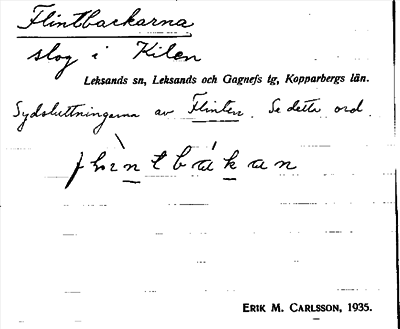 Flintbackarna
slog i Kilen
Leksands sn, Leksands och Gagnefs tg, Kopparbergs län.
Sydsluttningarna av Flinten. Se detta ord.
ERIK M. CARLSSON, 1935.